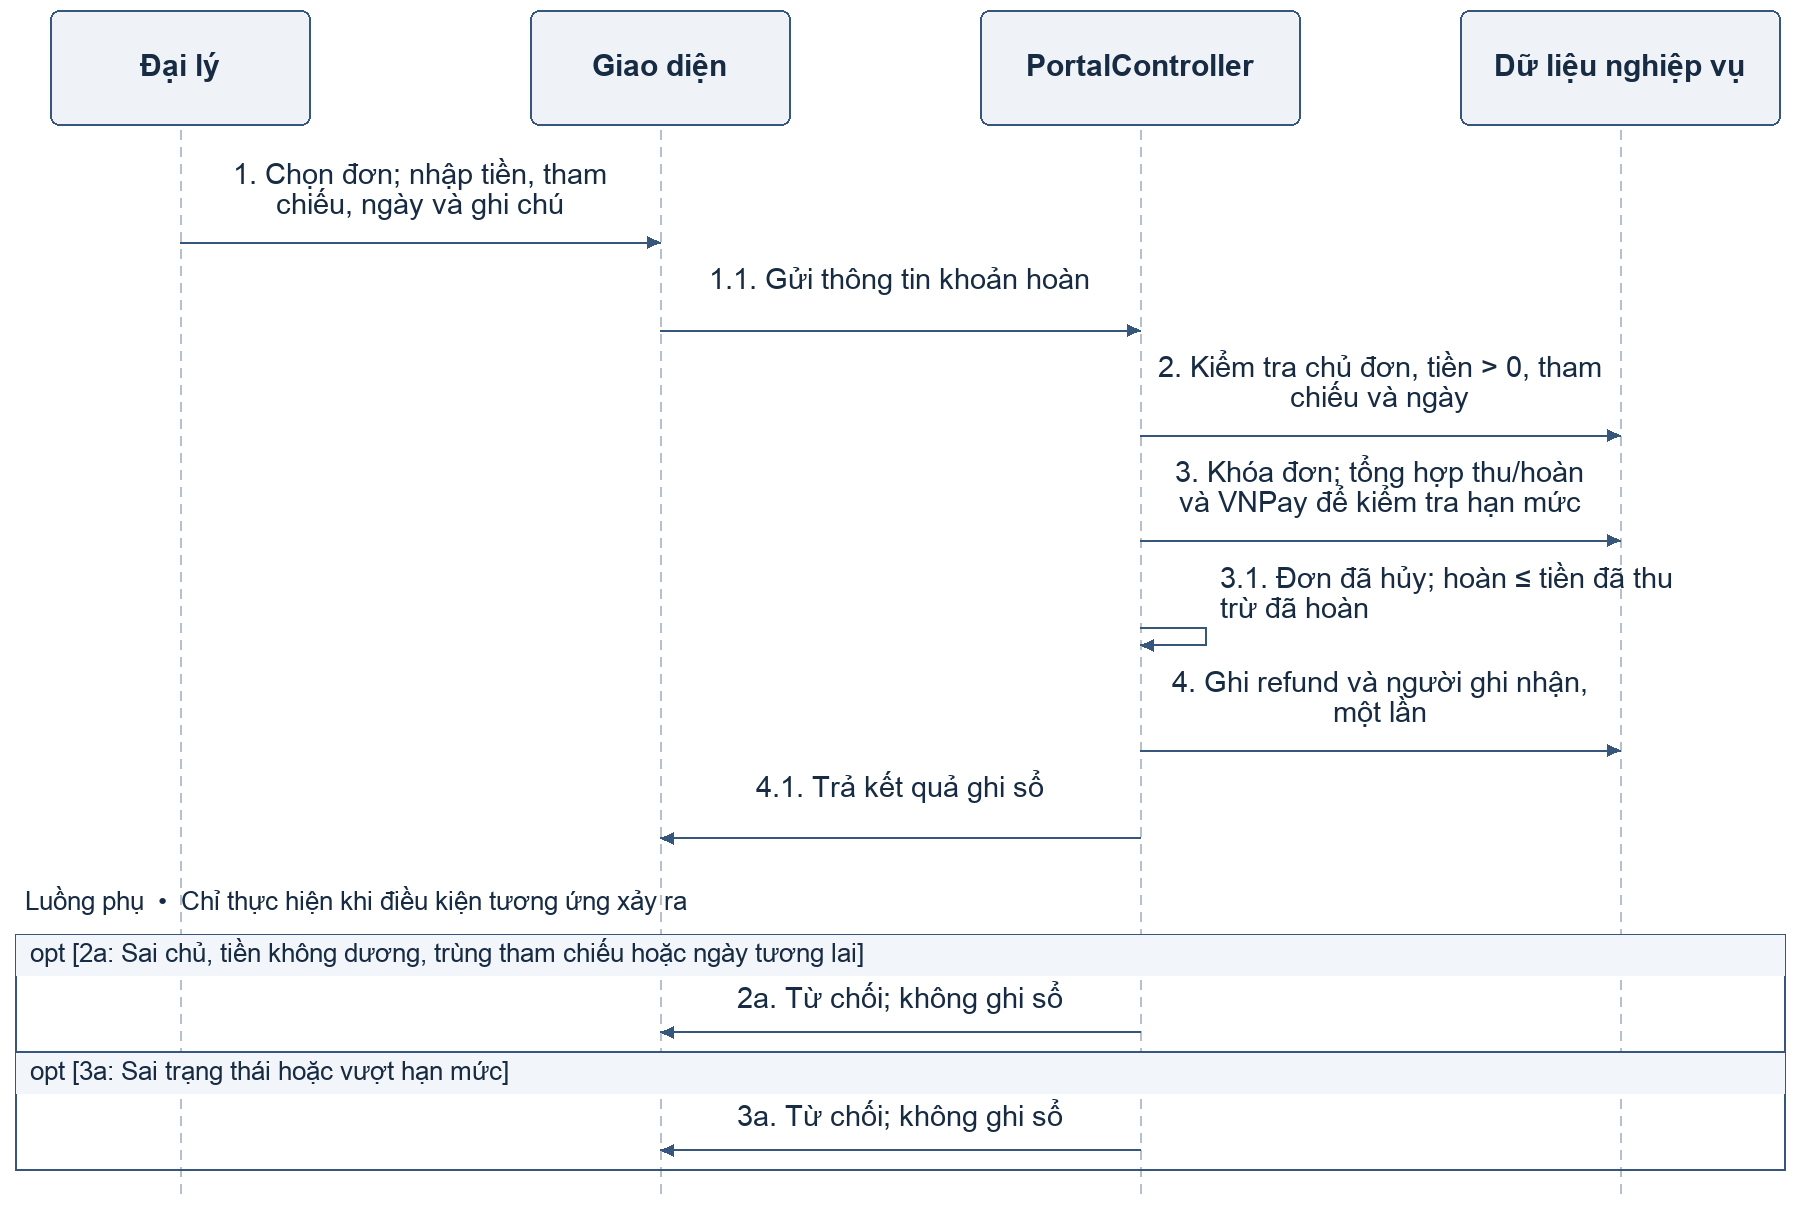 Đại lý
Giao diện
PortalController
Dữ liệu nghiệp vụ
1. Chọn đơn; nhập tiền, tham
chiếu, ngày và ghi chú
1.1. Gửi thông tin khoản hoàn
2. Kiểm tra chủ đơn, tiền > 0, tham
chiếu và ngày
3. Khóa đơn; tổng hợp thu/hoàn
và VNPay để kiểm tra hạn mức
3.1. Đơn đã hủy; hoàn ≤ tiền đã thu
trừ đã hoàn
4. Ghi refund và người ghi nhận,
một lần
4.1. Trả kết quả ghi sổ
Luồng phụ • Chỉ thực hiện khi điều kiện tương ứng xảy ra
opt [2a: Sai chủ, tiền không dương, trùng tham chiếu hoặc ngày tương lai]
2a. Từ chối; không ghi sổ
opt [3a: Sai trạng thái hoặc vượt hạn mức]
3a. Từ chối; không ghi sổ